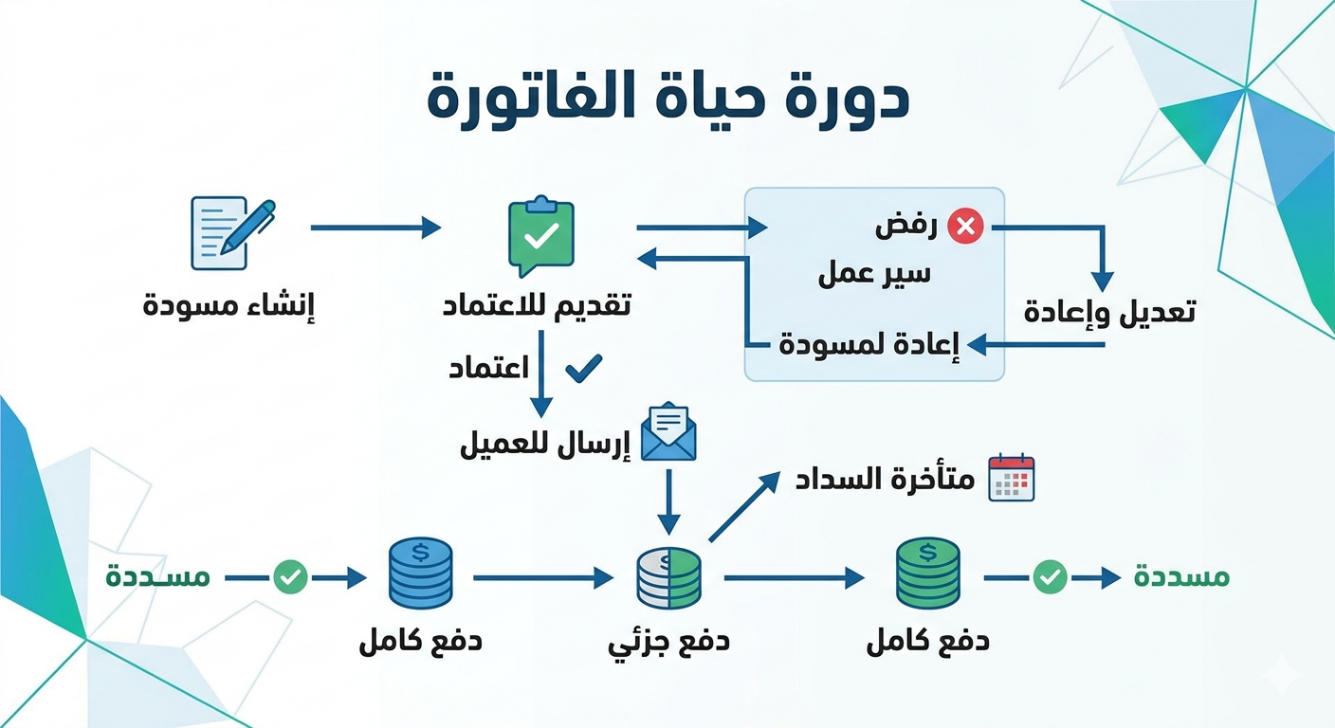 دورة حياة الفاتورة
إنشاء مسودة
تقديم للاعتماد
رفض
سير عمل
إعادة لمسودة
تعديل وإعادة
اعتماد
إرسال للعميل
متأخرة السداد
مسـددة
$
دفع كامل
$
دفع جزئي
$
دفع كامل
مسددة